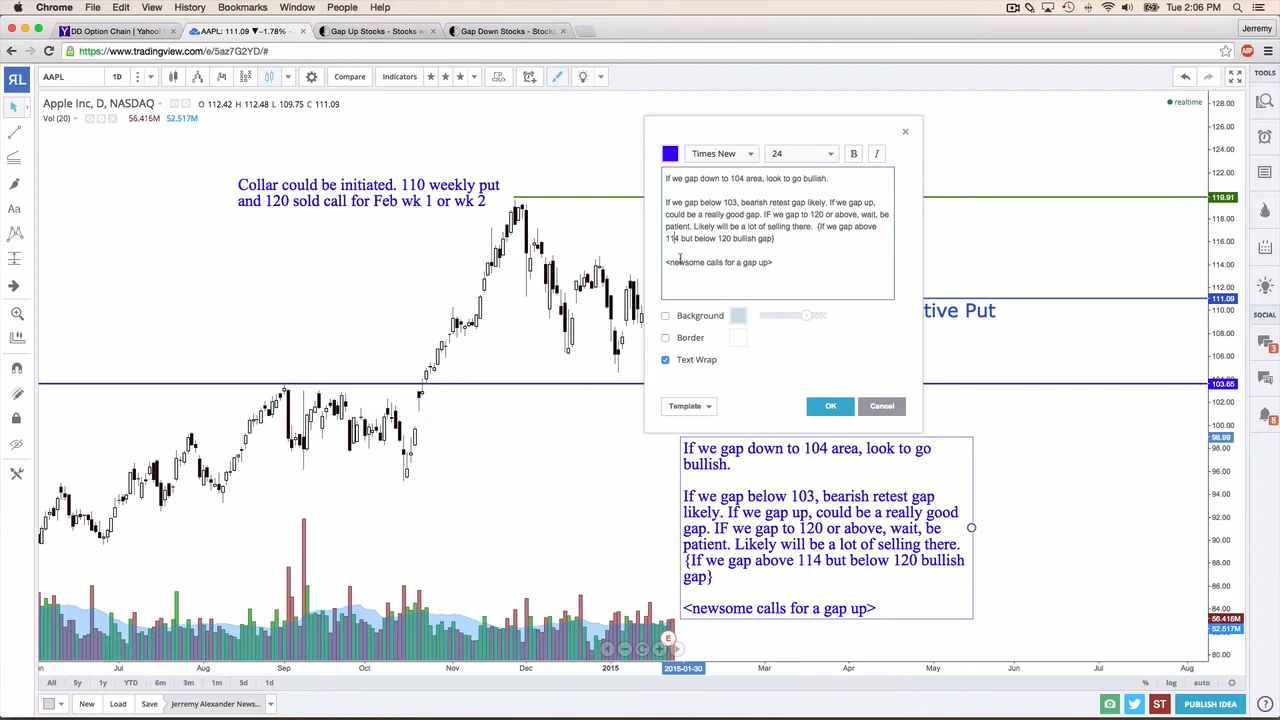 Chrome File Edit View History Bookmarks Window People Help Tue 2:06 PM
DD Option Chain | Yahoo! AAPL: 111.09 ▼−1.78% - Gap Up Stocks - Stocks w Gap Down Stocks - Stocks Jerremy
https://www.tradingview.com/e/5az7G2YD/#
AAPL 1D Compare Indicators TOOLS
Apple Inc, D, NASDAQ O 112.42 H 112.48 L 109.75 C 111.09 realtime
Vol (20) 56.416M 52.517M
128.00
126.00
124.00
122.00
119.91
118.00
116.00
114.00
112.00
111.09
108.00
106.00
103.65
102.00
100.00
98.99
98.00
96.00
94.00
92.00
90.00
88.00
86.00
84.00
56.416M
52.517M
80.00
Collar could be initiated. 110 weekly put
and 120 sold call for Feb wk 1 or wk 2
Times New 24 B I
If we gap down to 104 area, look to go bullish.
If we gap below 103, bearish retest gap likely. If we gap up,
could be a really good gap. IF we gap to 120 or above, wait, be
patient. Likely will be a lot of selling there. {If we gap above
114 but below 120 bullish gap}
<newsome calls for a gap up>
Background
Border
Text Wrap
Template OK Cancel
tive Put
SOCIAL
3
8
If we gap down to 104 area, look to go
bullish.
If we gap below 103, bearish retest gap
likely. If we gap up, could be a really good
gap. IF we gap to 120 or above, wait, be
patient. Likely will be a lot of selling there.
{If we gap above 114 but below 120 bullish
gap}
<newsome calls for a gap up>
E
Jul Aug Sep Oct Nov Dec 2015 2015-01-30 Mar Apr May Jun Jul Aug
All 5y 1y YTD 6m 3m 1m 5d 1d % log auto
New Load Save Jerremy Alexander News... ST PUBLISH IDEA